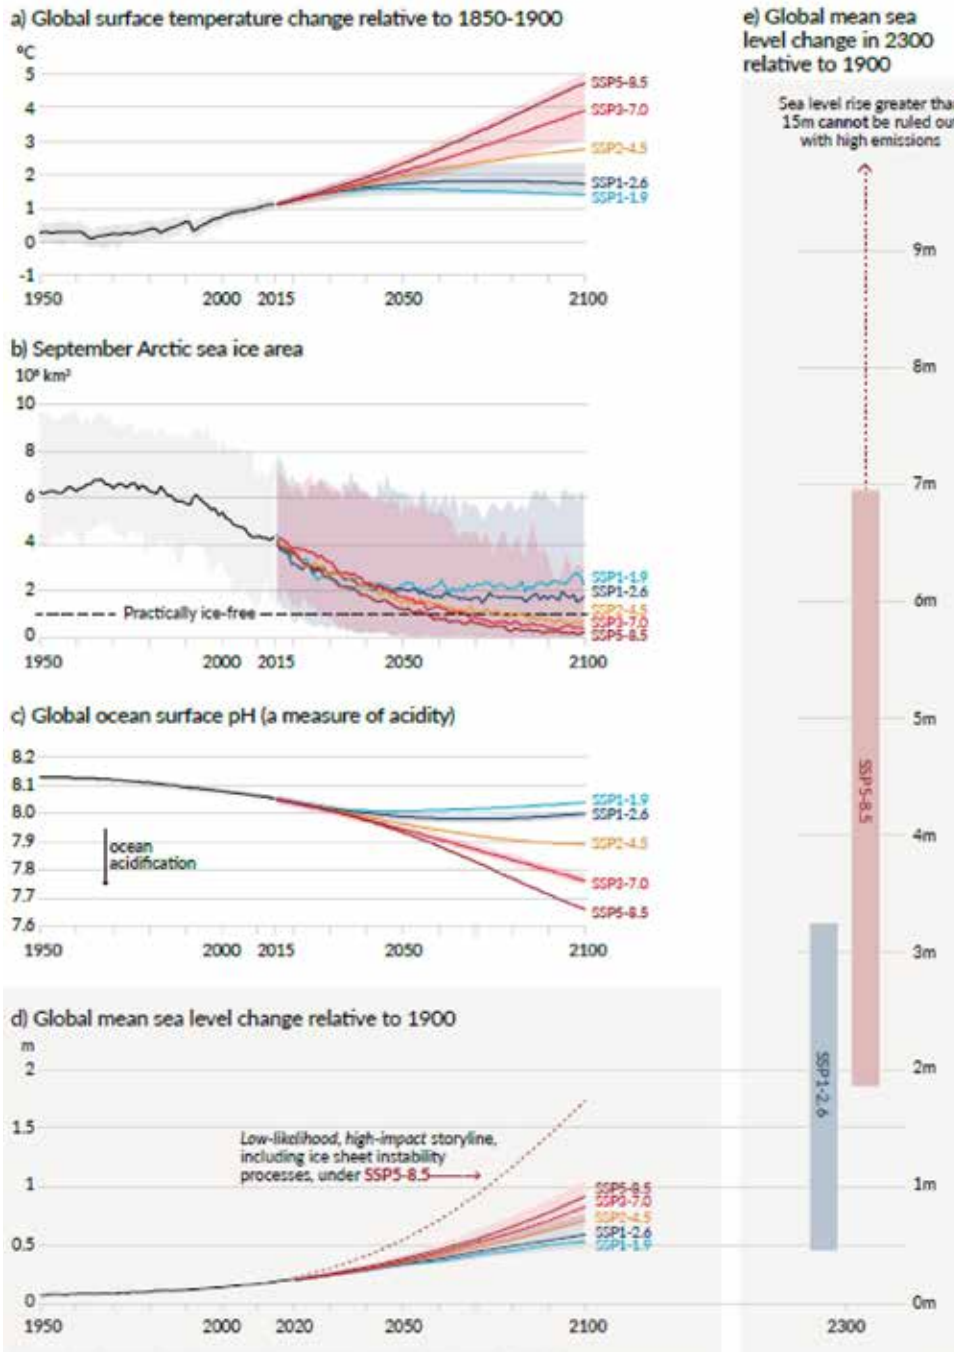 a) Global surface temperature change relative to 1850-1900
°C
5
4
3
2
1
0
-1
SSP5-8.5
SSP3-7.0
SSP2-4.5
SSP1-2.6
SSP1-1.9
1950
2000
2015
2050
2100
b) September Arctic sea ice area
10⁶ km²
10
8
6
4
2
0
Practically ice-free
SSP1-1.9
SSP1-2.6
SSP2-4.5
SSP3-7.0
SSP5-8.5
1950
2000
2015
2050
2100
c) Global ocean surface pH (a measure of acidity)
8.2
8.1
8.0
7.9
7.8
7.7
7.6
ocean
acidification
SSP1-1.9
SSP1-2.6
SSP2-4.5
SSP3-7.0
SSP5-8.5
1950
2000
2015
2050
2100
d) Global mean sea level change relative to 1900
m
2
1.5
1
0.5
0
Low-likelihood, high-impact storyline,
including ice sheet instability
processes, under SSP5-8.5
SSP5-8.5
SSP3-7.0
SSP2-4.5
SSP1-2.6
SSP1-1.9
1950
2000
2020
2050
2100
e) Global mean sea
level change in 2300
relative to 1900
Sea level rise greater than
15m cannot be ruled out
with high emissions
9m
8m
7m
6m
5m
4m
3m
2m
1m
0m
SSP5-8.5
SSP1-2.6
2300